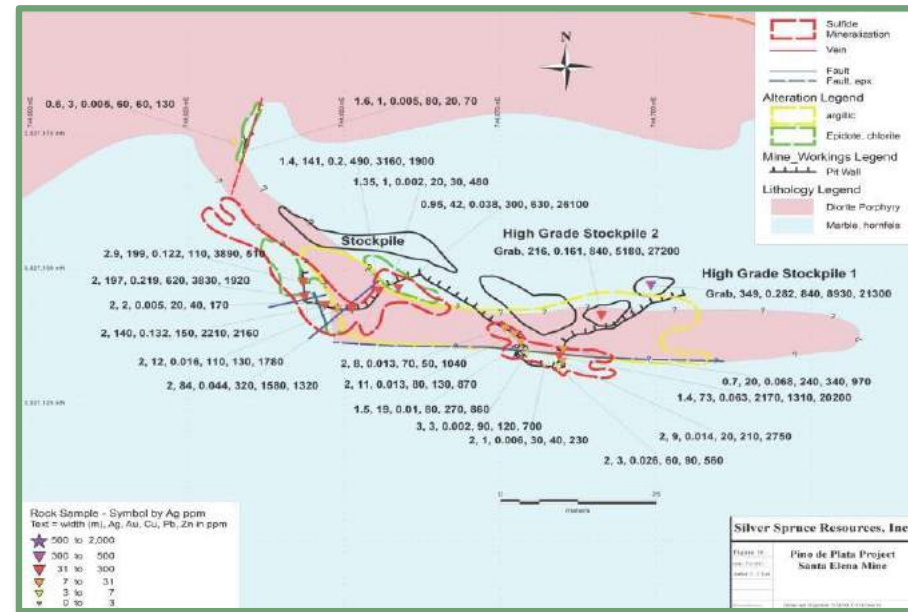 Sulfide
Mineralization
Vein
Fault
Fault, apx.
Alteration Legend
argillic
Epidote, chlorite
Mine_Workings Legend
Pit Wall
Lithology Legend
Diorite Porphyry
Marble, hornfels
N
0.6, 3, 0.005, 60, 60, 130
1.6, 1, 0.005, 80, 20, 70
1.4, 141, 0.2, 490, 3160, 1900
1.35, 1, 0.002, 20, 30, 480
0.95, 42, 0.038, 300, 630, 26100
Stockpile
High Grade Stockpile 2
Grab, 216, 0.161, 840, 5180, 27200
High Grade Stockpile 1
Grab, 349, 0.282, 840, 8930, 21300
2.9, 199, 0.122, 110, 3890, 510
2, 197, 0.219, 620, 3830, 1920
2, 2, 0.005, 20, 40, 170
2, 140, 0.132, 150, 2210, 2160
2, 12, 0.016, 110, 130, 1780
2, 84, 0.044, 320, 1580, 1320
2, 8, 0.013, 70, 50, 1040
2, 11, 0.013, 80, 130, 870
1.5, 19, 0.01, 80, 270, 860
3, 3, 0.002, 90, 120, 700
2, 1, 0.006, 30, 40, 230
0.7, 20, 0.068, 240, 340, 970
1.4, 73, 0.063, 2170, 1310, 20200
2, 9, 0.014, 20, 210, 2750
2, 3, 0.026, 60, 90, 560
0
25
meters
Rock Sample - Symbol by Ag ppm
Text = width (m), Ag, Au, Cu, Pb, Zn in ppm
500 to 2,000
300 to 500
31 to 300
7 to 31
3 to 7
0 to 3
Silver Spruce Resources, Inc
Pino de Plata Project
Santa Elena Mine